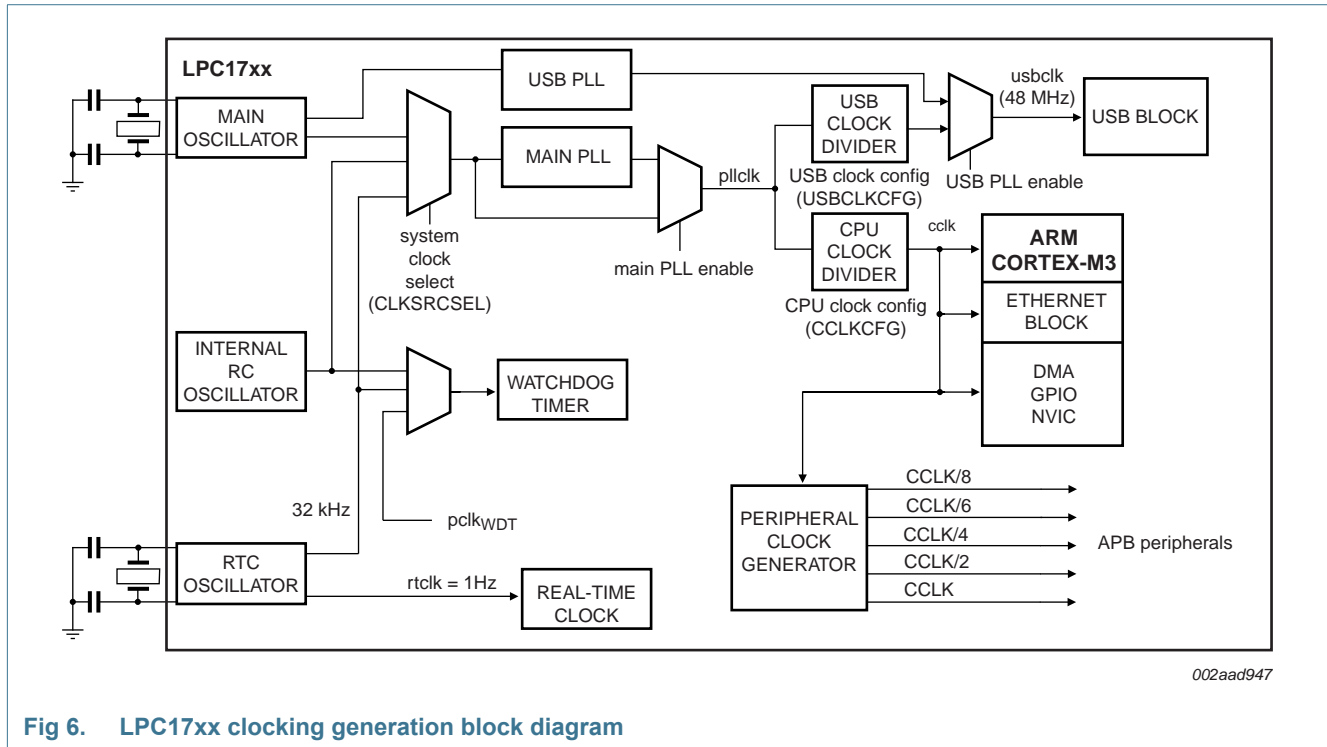 LPC17xx
MAIN
OSCILLATOR
USB PLL
MAIN PLL
system
clock
select
(CLKSRCSEL)
main PLL enable
pllclk
USB
CLOCK
DIVIDER
USB clock config
(USBCLKCFG)
usbclk
(48 MHz)
USB BLOCK
USB PLL enable
CPU
CLOCK
DIVIDER
CPU clock config
(CCLKCFG)
cclk
ARM
CORTEX-M3
ETHERNET
BLOCK
DMA
GPIO
NVIC
INTERNAL
RC
OSCILLATOR
WATCHDOG
TIMER
32 kHz
pclkWDT
RTC
OSCILLATOR
rtclk = 1Hz
REAL-TIME
CLOCK
PERIPHERAL
CLOCK
GENERATOR
CCLK/8
CCLK/6
CCLK/4
CCLK/2
CCLK
APB peripherals
002aad947
Fig 6. LPC17xx clocking generation block diagram